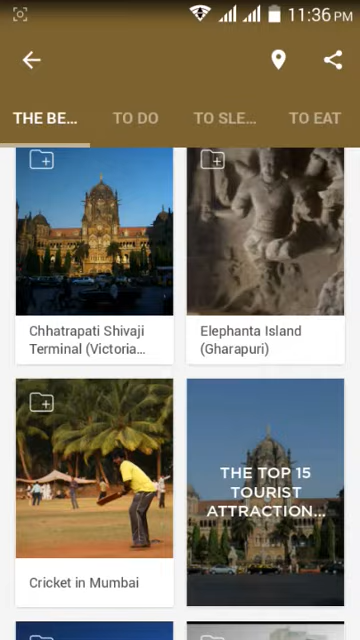 11:36 PM
THE BE...
TO DO
TO SLE...
TO EAT
Chhatrapati Shivaji
Terminal (Victoria...
Elephanta Island
(Gharapuri)
THE TOP 15
TOURIST
ATTRACTION...
Cricket in Mumbai